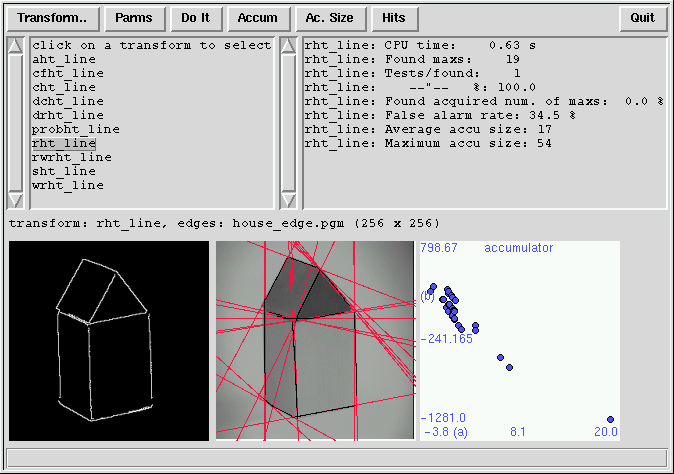 Transform.. Parms Do It Accum Ac. Size Hits Quit
click on a transform to select
aht_line
cfht_line
cht_line
dcht_line
drht_line
probht_line
rht_line
rwrht_line
sht_line
wrht_line
rht_line: CPU time: 0.63 s
rht_line: Found maxs: 19
rht_line: Tests/found: 1
rht_line: --"-- %: 100.0
rht_line: Found acquired num. of maxs: 0.0 %
rht_line: False alarm rate: 34.5 %
rht_line: Average accu size: 17
rht_line: Maximum accu size: 54
transform: rht_line, edges: house_edge.pgm (256 x 256)
798.67 accumulator
(b)
-241.165
-1281.0
-3.8 (a) 8.1 20.0